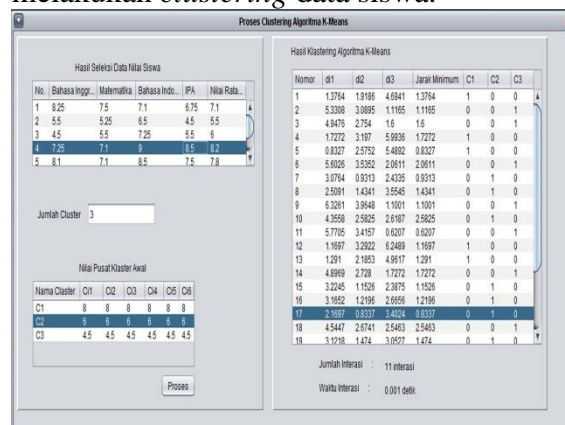 melakukan clustering data siswa.
Proses Clustering Algoritma K-Means
Hasil Seleksi Data Nilai Siswa
No. Bahasa Inggr... Matematika Bahasa Indo... IPA Nilai Rata...
1 8.25 7.5 7.1 6.75 7.1
2 5.5 5.25 6.5 4.5 5.5
3 4.5 5.5 7.25 5.5 6
4 7.25 7.1 9 8.5 8.2
5 8.1 7.1 8.5 7.5 7.8
Jumlah Cluster 3
Nilai Pusat Klaster Awal
Nama Claster Ci1 Ci2 Ci3 Ci4 Ci5 Ci6
C1 8 8 8 8 8 8
C2 6 6 6 6 6 6
C3 4.5 4.5 4.5 4.5 4.5 4.5
Proses
Hasil Klastering Algoritma K-Means
Nomor di1 di2 di3 Jarak Minimum C1 C2 C3
1 1.3764 1.9186 4.6941 1.3764 1 0 0
2 5.3308 3.0895 1.1165 1.1165 0 0 1
3 4.9476 2.754 1.6 1.6 0 0 1
4 1.7272 3.197 5.9936 1.7272 1 0 0
5 0.8327 2.5752 5.4892 0.8327 1 0 0
6 5.6026 3.5352 2.0611 2.0611 0 0 1
7 3.0764 0.9313 2.4335 0.9313 0 1 0
8 2.5091 1.4341 3.5545 1.4341 0 1 0
9 6.3261 3.9648 1.1001 1.1001 0 0 1
10 4.3558 2.5825 2.6187 2.5825 0 1 0
11 5.7705 3.4157 0.6207 0.6207 0 0 1
12 1.1697 3.2922 6.2489 1.1697 1 0 0
13 1.291 2.1853 4.9617 1.291 1 0 0
14 4.8969 2.728 1.7272 1.7272 0 0 1
15 3.2245 1.1526 2.3875 1.1526 0 1 0
16 3.1652 1.2196 2.6656 1.2196 0 1 0
17 2.1697 0.8337 3.4024 0.8337 0 1 0
18 4.5447 2.6741 2.5463 2.5463 0 0 1
19 3.1218 1.474 3.0527 1.474 0 1 0
Jumlah Interasi : 11 interasi
Waktu Interasi : 0.001 detik